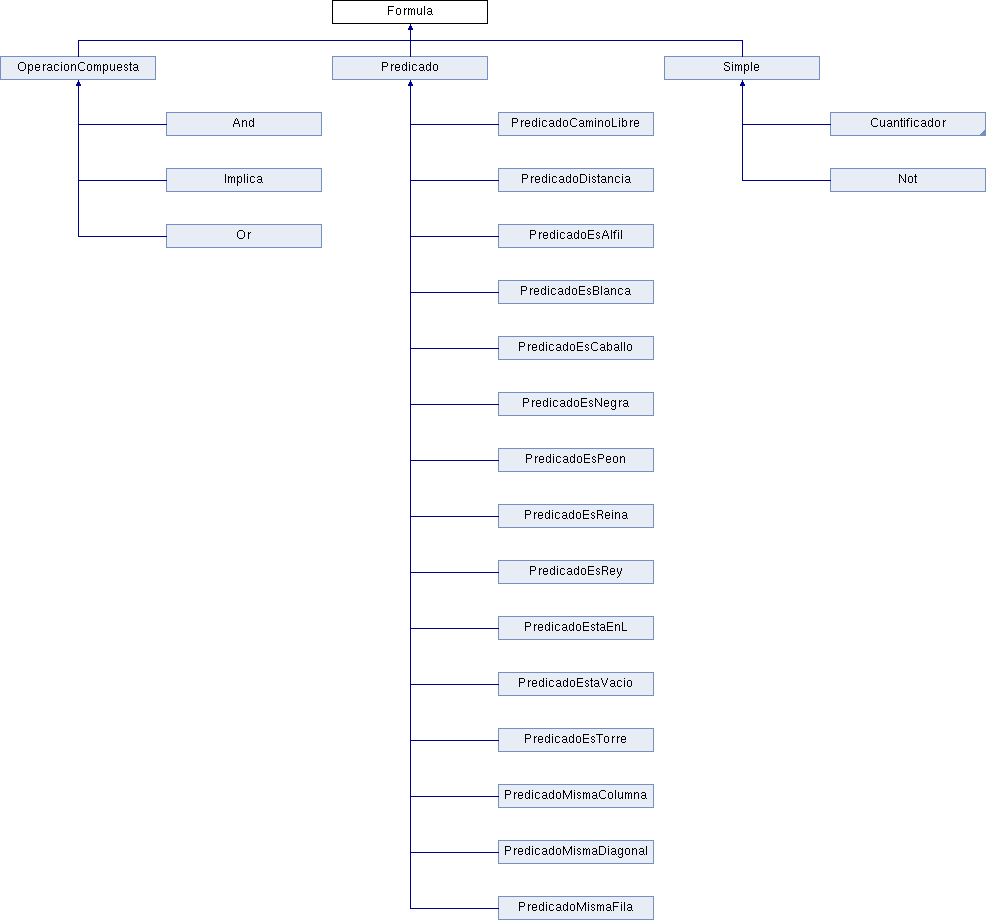 Formula
OperacionCompuesta
Predicado
Simple
And
PredicadoCaminoLibre
Cuantificador
Implica
PredicadoDistancia
Not
Or
PredicadoEsAlfil
PredicadoEsBlanca
PredicadoEsCaballo
PredicadoEsNegra
PredicadoEsPeon
PredicadoEsReina
PredicadoEsRey
PredicadoEstaEnL
PredicadoEstaVacio
PredicadoEsTorre
PredicadoMismaColumna
PredicadoMismaDiagonal
PredicadoMismaFila